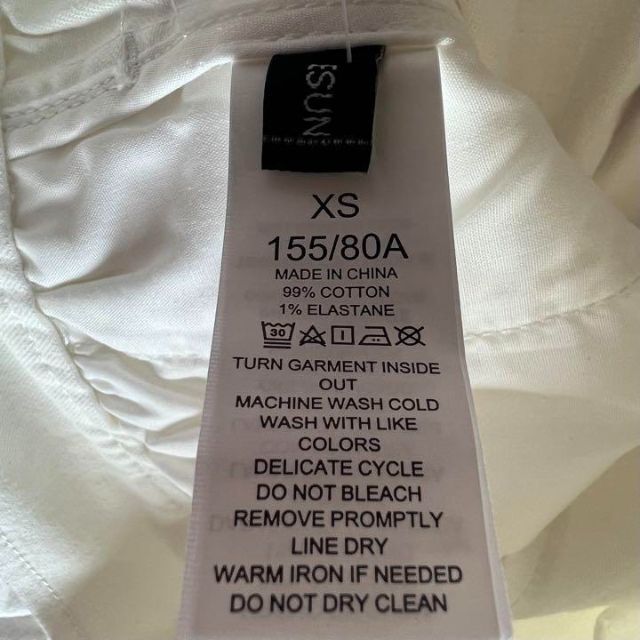 XS
155/80A
MADE IN CHINA
99% COTTON
1% ELASTANE
30
TURN GARMENT INSIDE
OUT
MACHINE WASH COLD
WASH WITH LIKE
COLORS
DELICATE CYCLE
DO NOT BLEACH
REMOVE PROMPTLY
LINE DRY
WARM IRON IF NEEDED
DO NOT DRY CLEAN